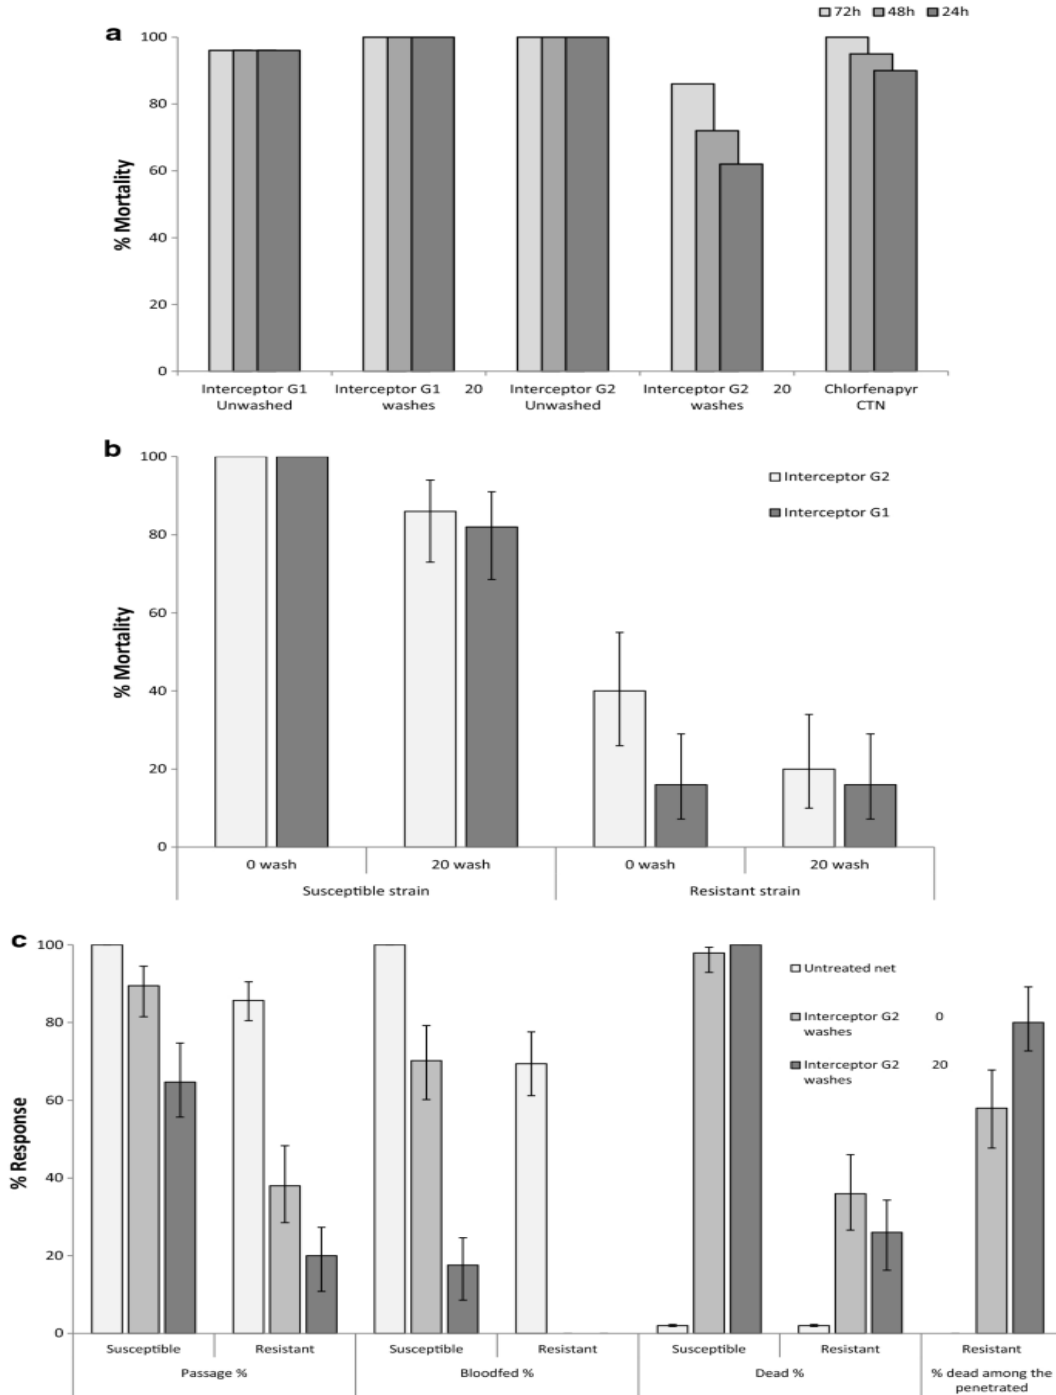 72h 48h 24h
a
100
80
60
40
20
0
% Mortality
Interceptor G1 Interceptor G1 20 Interceptor G2 Interceptor G2 20 Chlorfenapyr
Unwashed washes Unwashed washes CTN
b
100
80
60
40
20
0
% Mortality
Interceptor G2
Interceptor G1
0 wash 20 wash 0 wash 20 wash
Susceptible strain Resistant strain
c
100
80
60
40
20
0
% Response
Untreated net
Interceptor G2 0
washes
Interceptor G2 20
washes
Susceptible Resistant Susceptible Resistant Susceptible Resistant Resistant
Passage % Bloodfed % Dead % % dead among the
penetrated